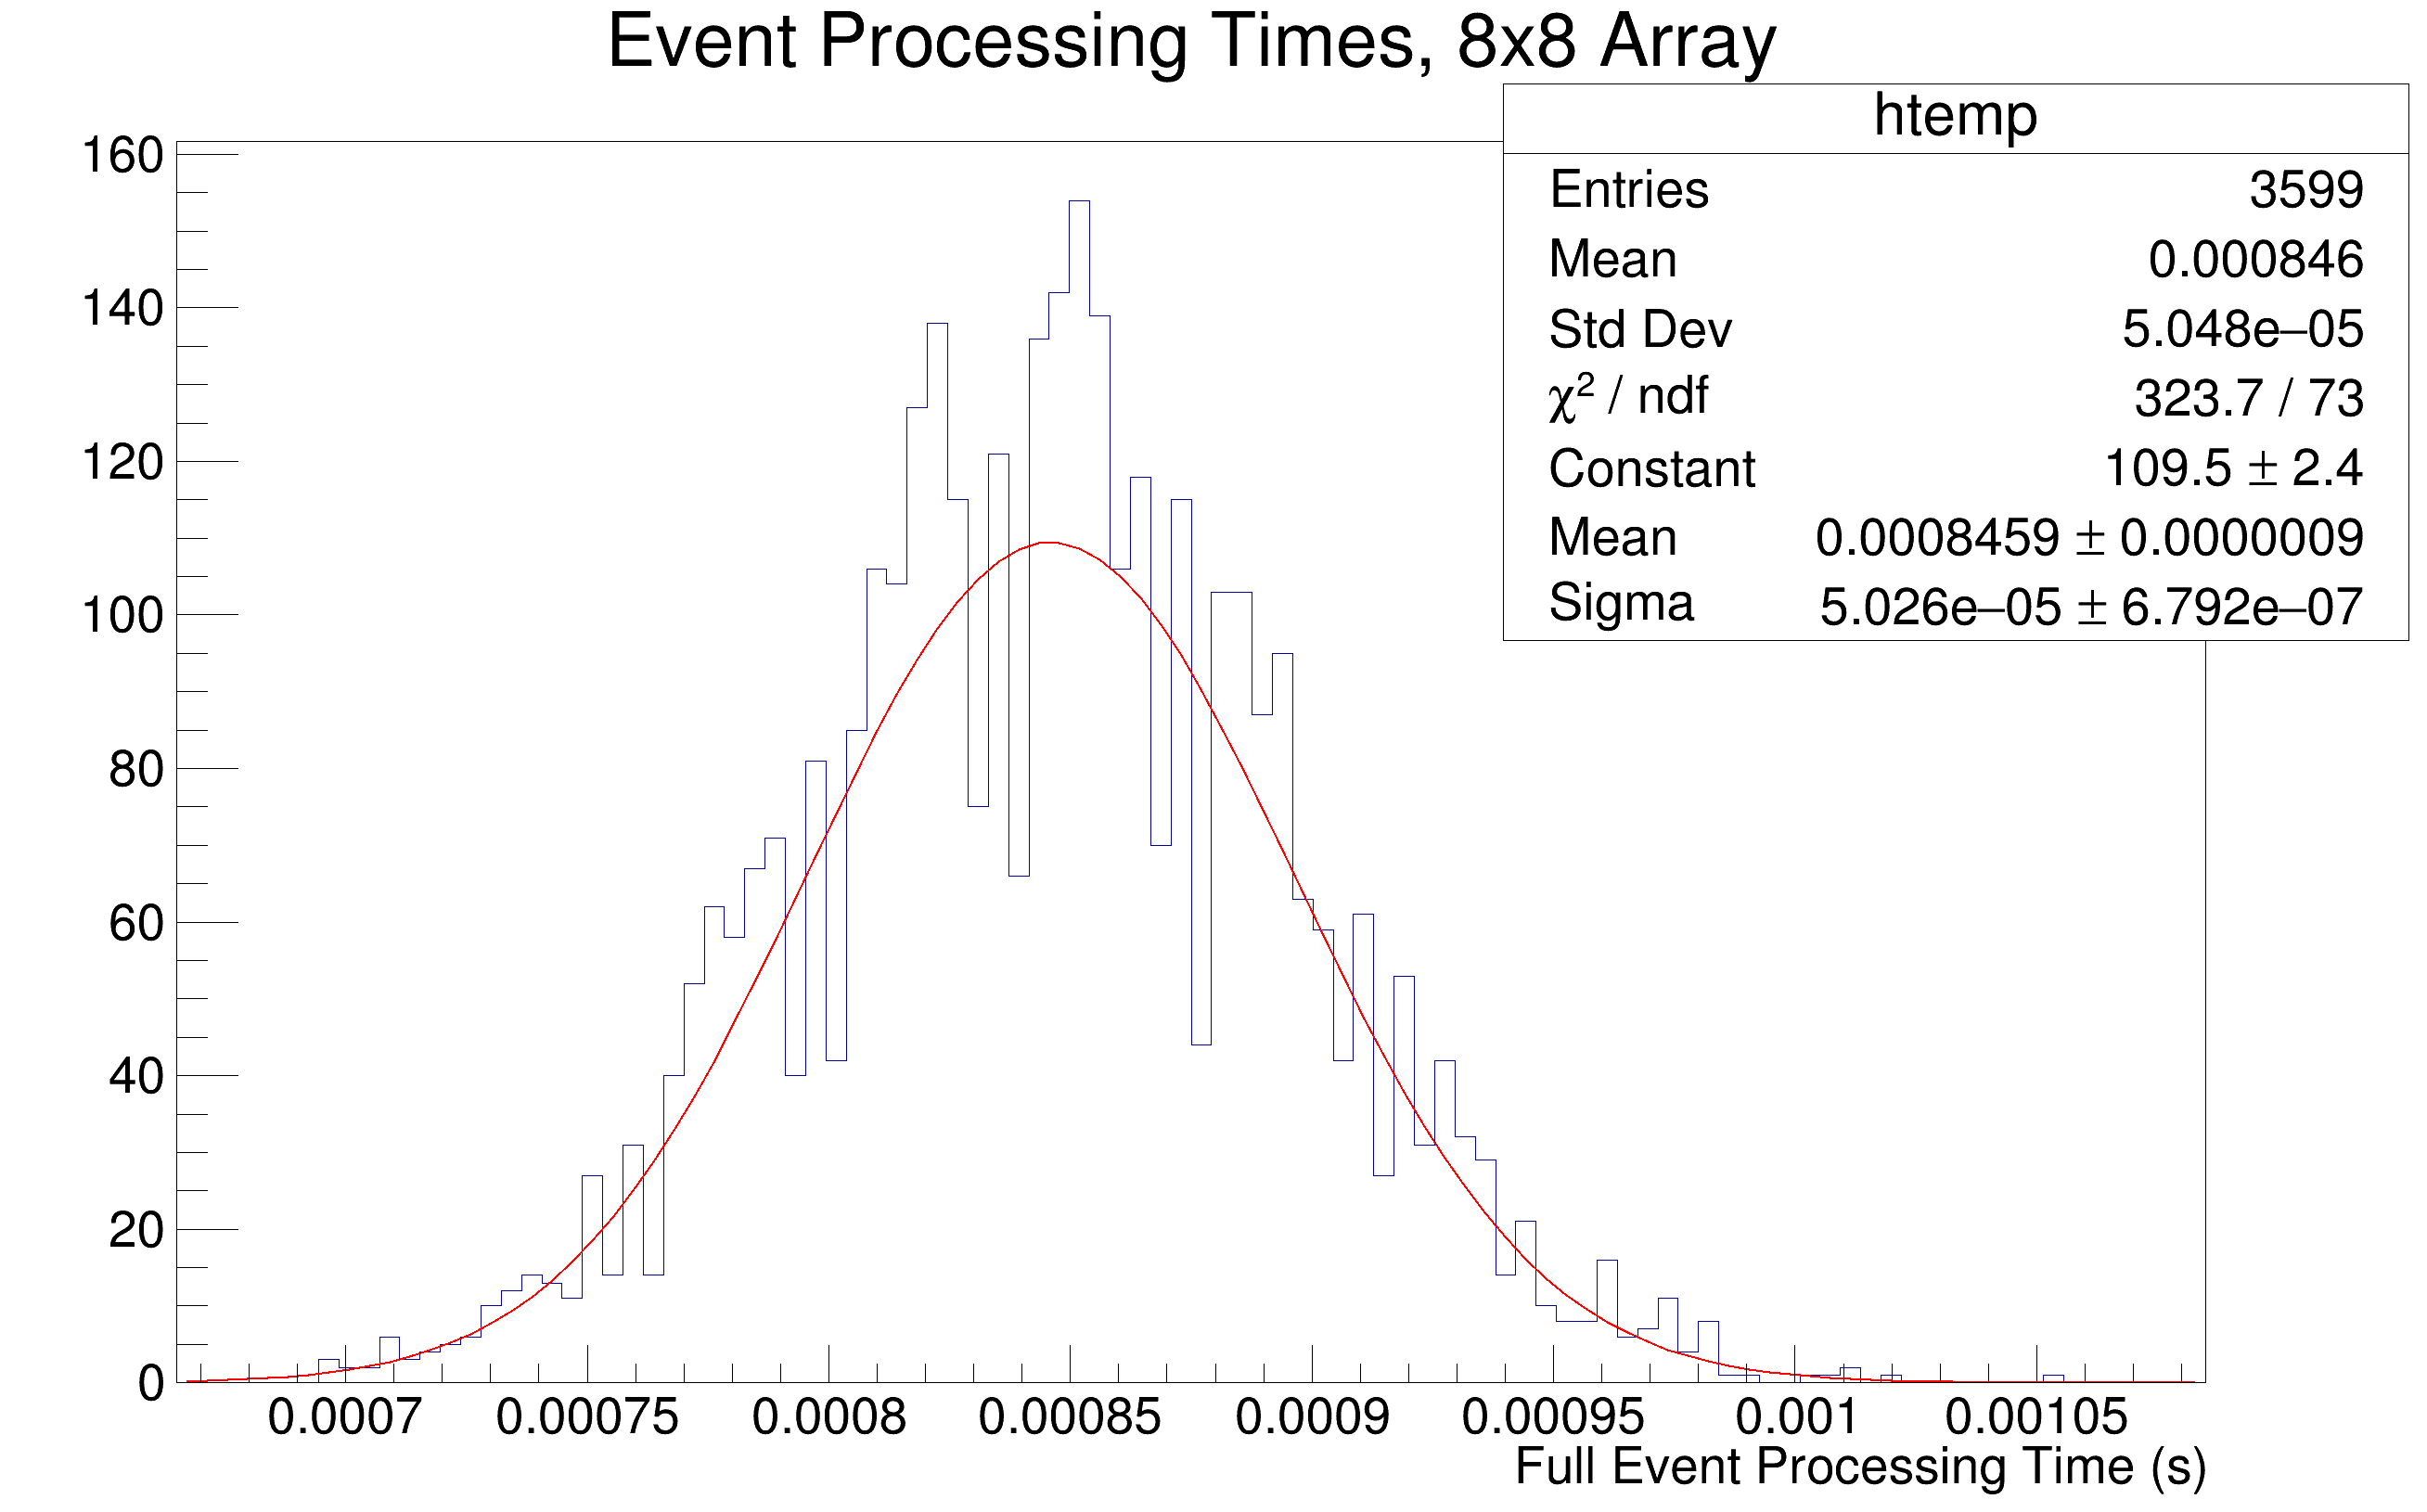 Event Processing Times, 8x8 Array
htemp
Entries 3599
Mean 0.000846
Std Dev 5.048e–05
χ² / ndf 323.7 / 73
Constant 109.5 ± 2.4
Mean 0.0008459 ± 0.0000009
Sigma 5.026e–05 ± 6.792e–07
160
140
120
100
80
60
40
20
0
0.0007 0.00075 0.0008 0.00085 0.0009 0.00095 0.001 0.00105
Full Event Processing Time (s)